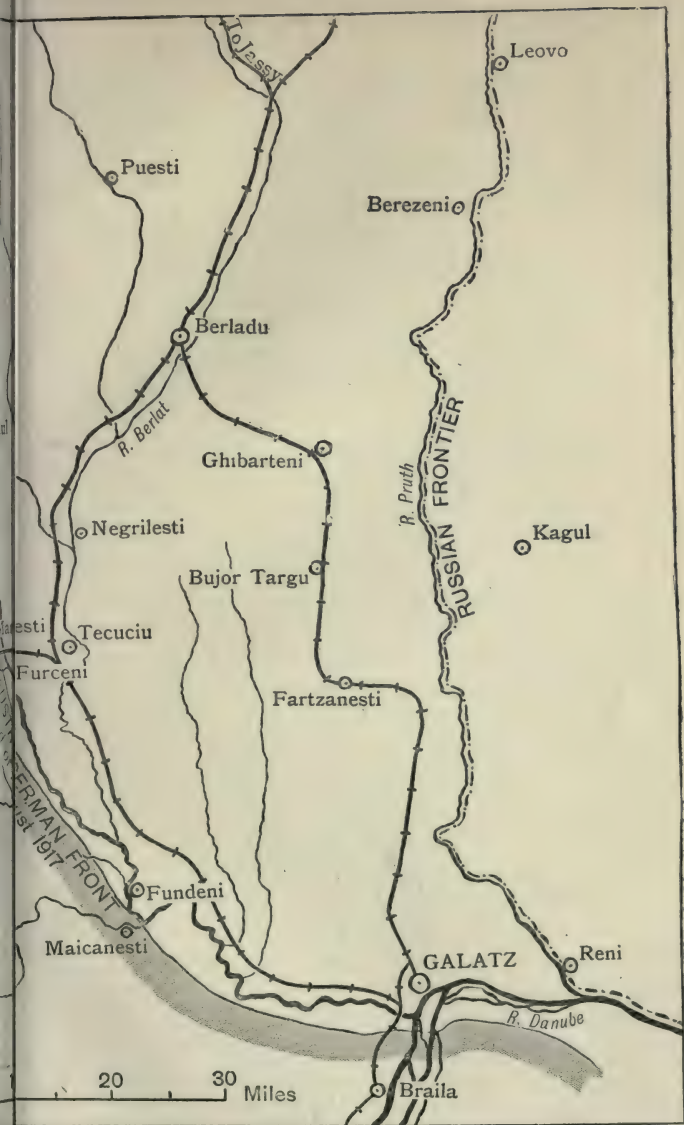 To Jassy
Leovo
Puesti
Berezeni
Berladu
R. Berlat
Ghibarteni
R. Pruth
RUSSIAN FRONTIER
Kagul
Negrilesti
Bujor Targu
Tecuciu
Furceni
Fartzanesti
GERMAN FRONT
1917
Fundeni
Maicanesti
GALATZ
Reni
R. Danube
20 30 Miles
Braila